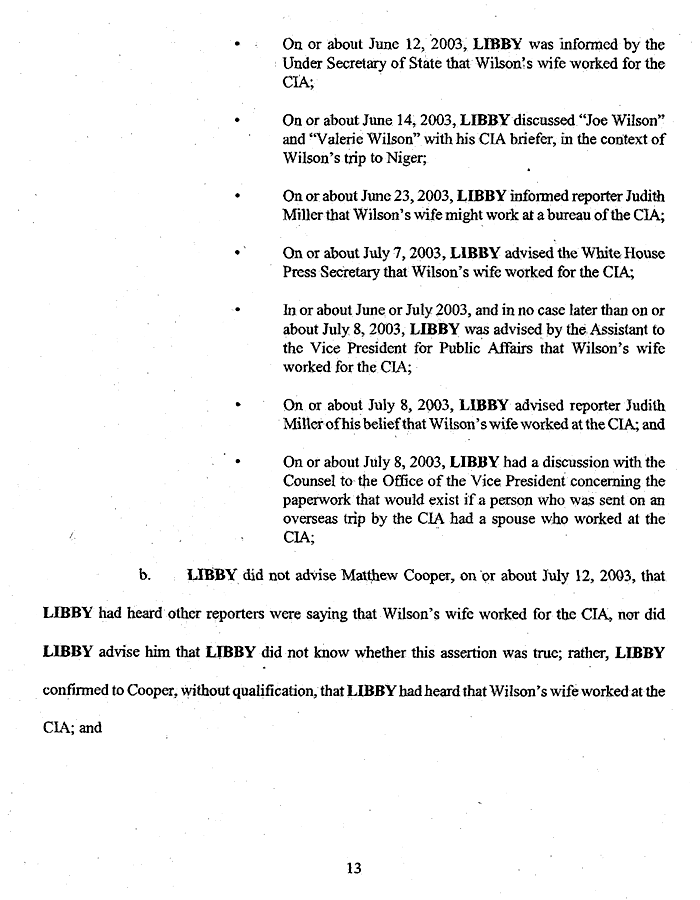 • On or about June 12, 2003, LIBBY was informed by the
Under Secretary of State that Wilson's wife worked for the
CIA;
• On or about June 14, 2003, LIBBY discussed “Joe Wilson”
and “Valerie Wilson” with his CIA briefer, in the context of
Wilson's trip to Niger;
• On or about June 23, 2003, LIBBY informed reporter Judith
Miller that Wilson's wife might work at a bureau of the CIA;
• On or about July 7, 2003, LIBBY advised the White House
Press Secretary that Wilson's wife worked for the CIA;
• In or about June or July 2003, and in no case later than on or
about July 8, 2003, LIBBY was advised by the Assistant to
the Vice President for Public Affairs that Wilson's wife
worked for the CIA;
• On or about July 8, 2003, LIBBY advised reporter Judith
Miller of his belief that Wilson's wife worked at the CIA; and
• On or about July 8, 2003, LIBBY had a discussion with the
Counsel to the Office of the Vice President concerning the
paperwork that would exist if a person who was sent on an
overseas trip by the CIA had a spouse who worked at the
CIA;
b. LIBBY did not advise Matthew Cooper, on or about July 12, 2003, that
LIBBY had heard other reporters were saying that Wilson's wife worked for the CIA, nor did
LIBBY advise him that LIBBY did not know whether this assertion was true; rather, LIBBY
confirmed to Cooper, without qualification, that LIBBY had heard that Wilson's wife worked at the
CIA; and
13